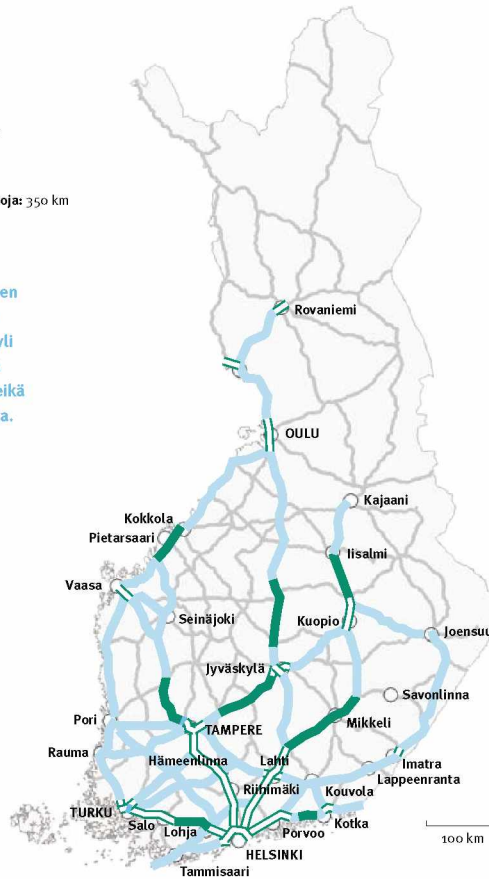 oja: 350 km
en
yli
eikä
a.
Rovaniemi
OULU
Kajaani
Kokkola
Pietarsaari
Iisalmi
Vaasa
Seinäjoki
Kuopio
Joensuu
Jyväskylä
Savonlinna
Pori
TAMPERE
Mikkeli
Rauma
Hämeenlinna
Lahti
Imatra
Riihimäki
Lappeenranta
Kouvola
TURKU
Salo
Lohja
Porvoo
Kotka
HELSINKI
Tammisaari
100 km